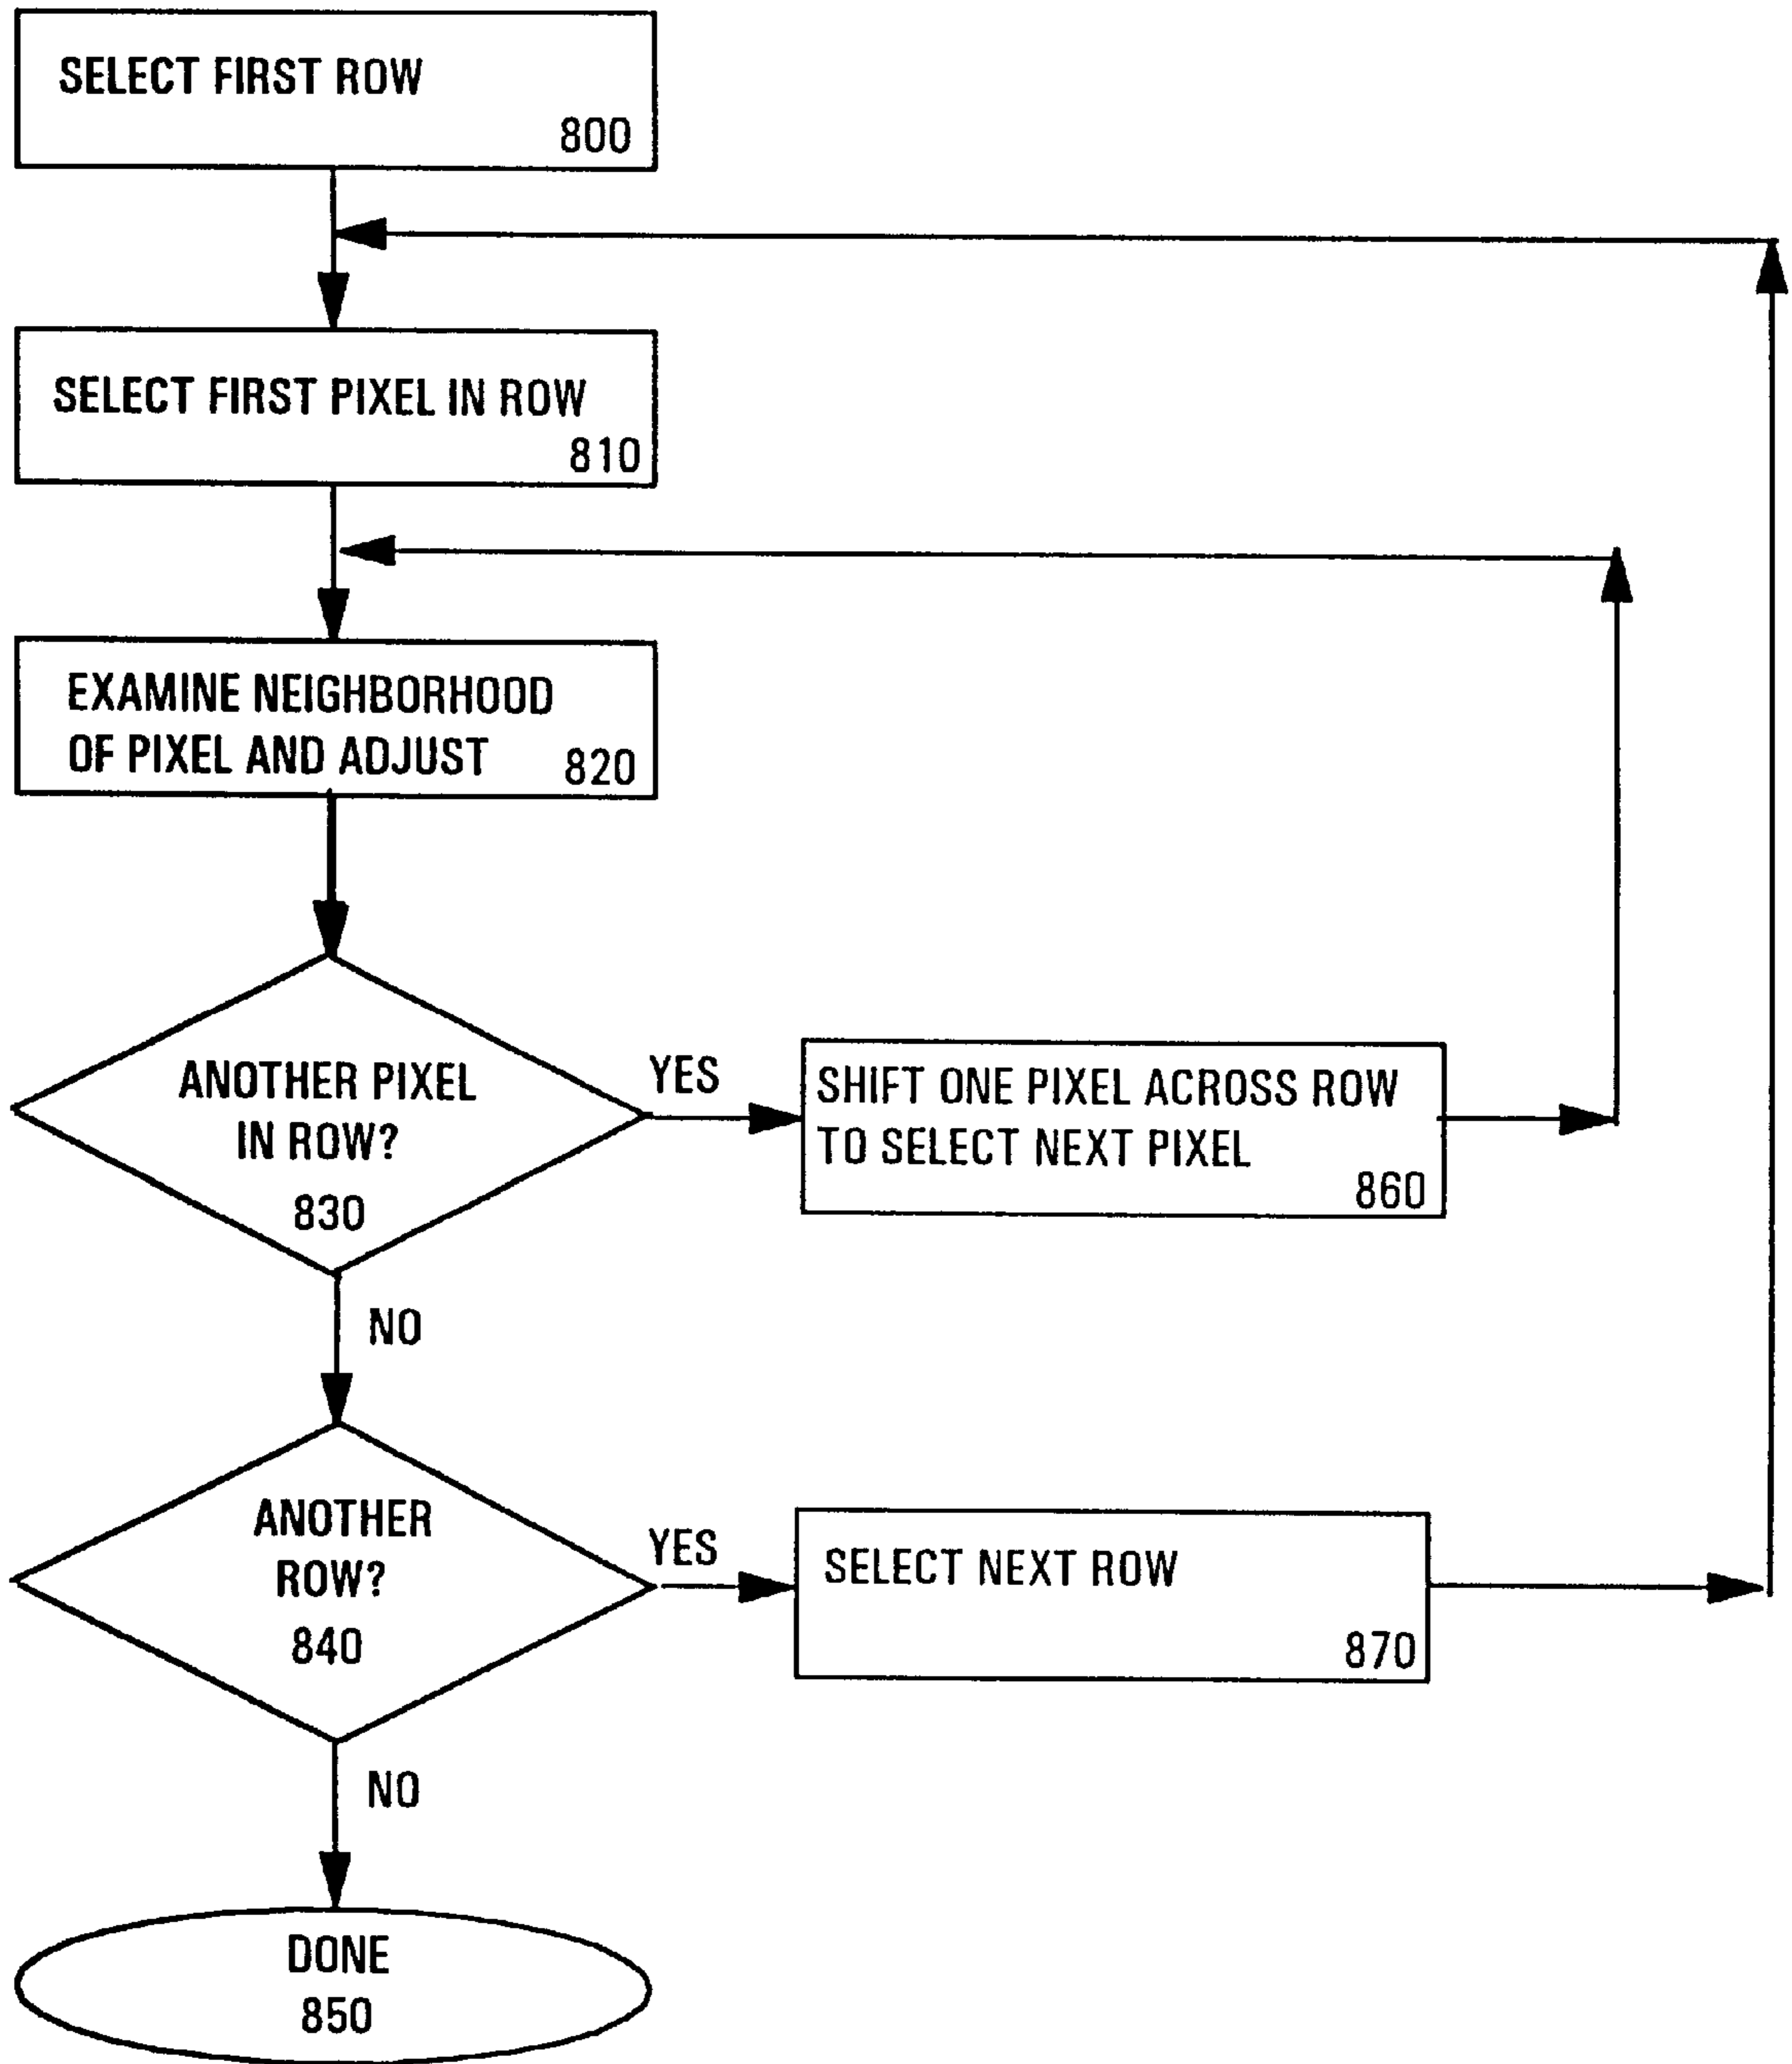 SELECT FIRST ROW
800
SELECT FIRST PIXEL IN ROW
810
EXAMINE NEIGHBORHOOD
OF PIXEL AND ADJUST 820
ANOTHER PIXEL
IN ROW?
830
YES
SHIFT ONE PIXEL ACROSS ROW
TO SELECT NEXT PIXEL
860
NO
ANOTHER
ROW?
840
YES
SELECT NEXT ROW
870
NO
DONE
850